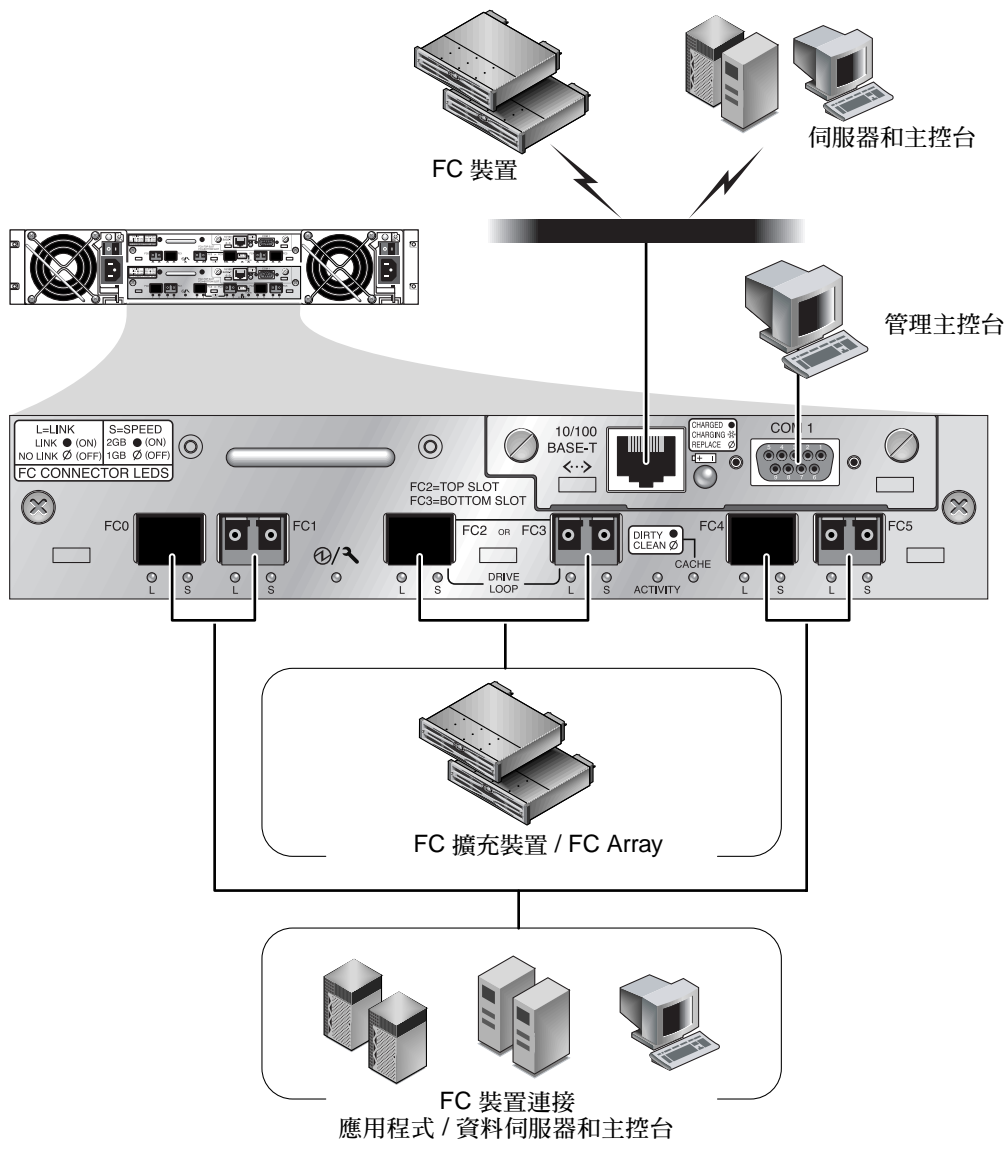 FC 裝置
伺服器和主控台
管理主控台
L=LINK
LINK ● (ON)
NO LINK Ø (OFF)
S=SPEED
2GB ● (ON)
1GB Ø (OFF)
FC CONNECTOR LEDS
10/100
BASE-T
<···>
CHARGED ●
CHARGING
REPLACE Ø
+ -
COM 1
FC2=TOP SLOT
FC3=BOTTOM SLOT
FC0
FC1
FC2 OR FC3
DIRTY ●
CLEAN Ø
CACHE
FC4
FC5
L S L S
L S
DRIVE
LOOP
L S
ACTIVITY
L S L S
FC 擴充裝置 / FC Array
FC 裝置連接
應用程式 / 資料伺服器和主控台